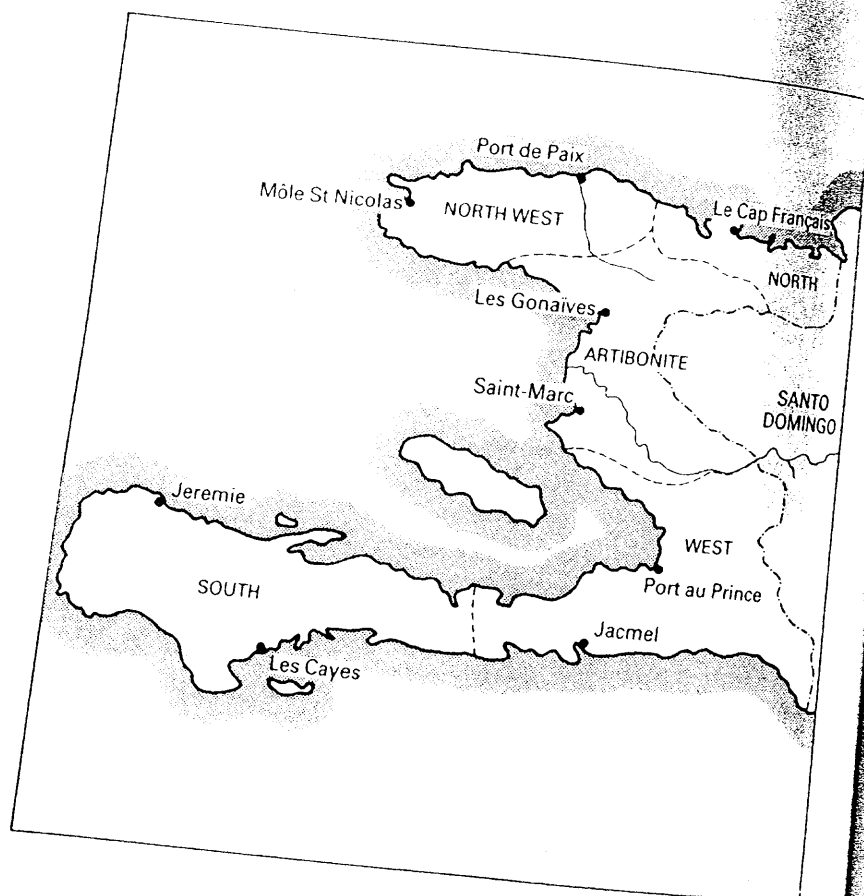 Port de Paix
Môle St Nicolas
NORTH WEST
Le Cap Français
NORTH
Les Gonaïves
ARTIBONITE
Saint-Marc
SANTO
DOMINGO
Jeremie
WEST
SOUTH
Port au Prince
Jacmel
Les Cayes